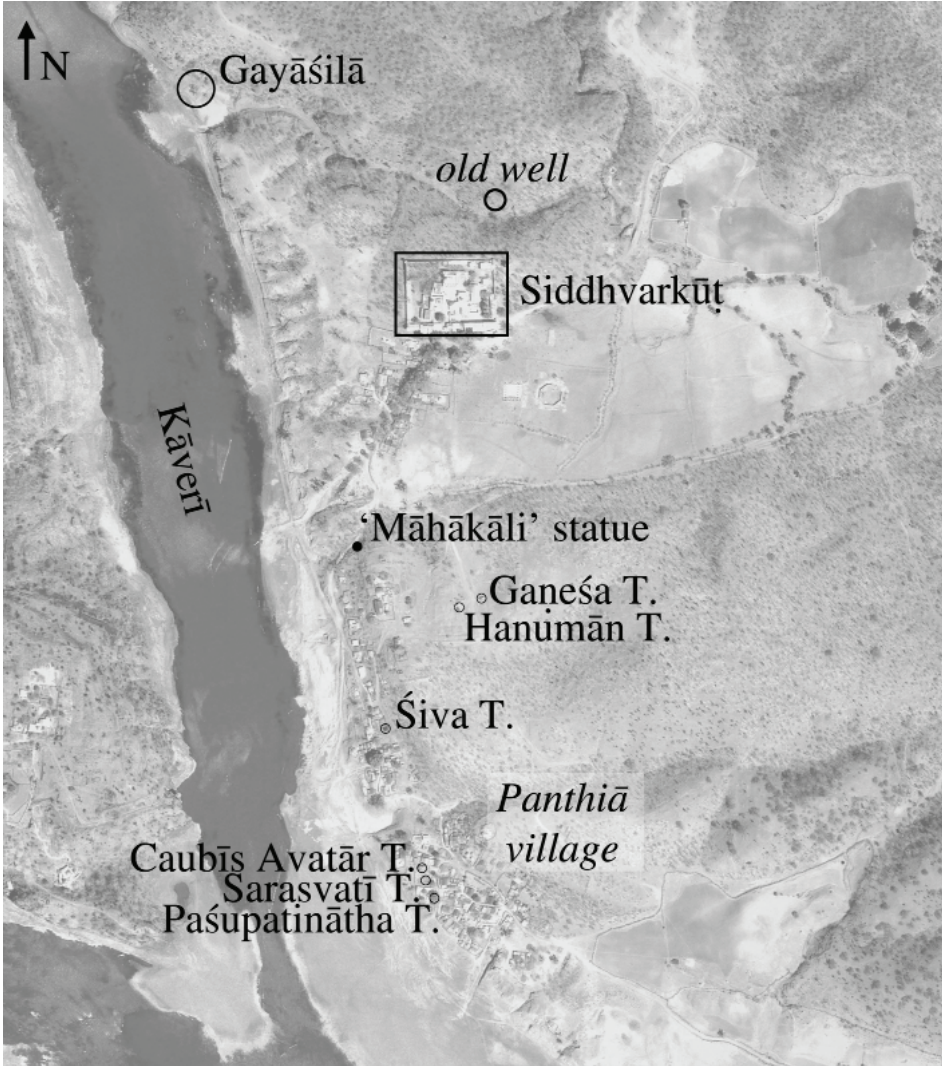 N
Gayāśilā
old well
Siddhvarkūṭ
Kāverī
‘Māhākāli’ statue
Gaṇeśa T.
Hanumān T.
Śiva T.
Panthiā
village
Caubīs Avatār T.
Sarasvatī T.
Paśupatinātha T.